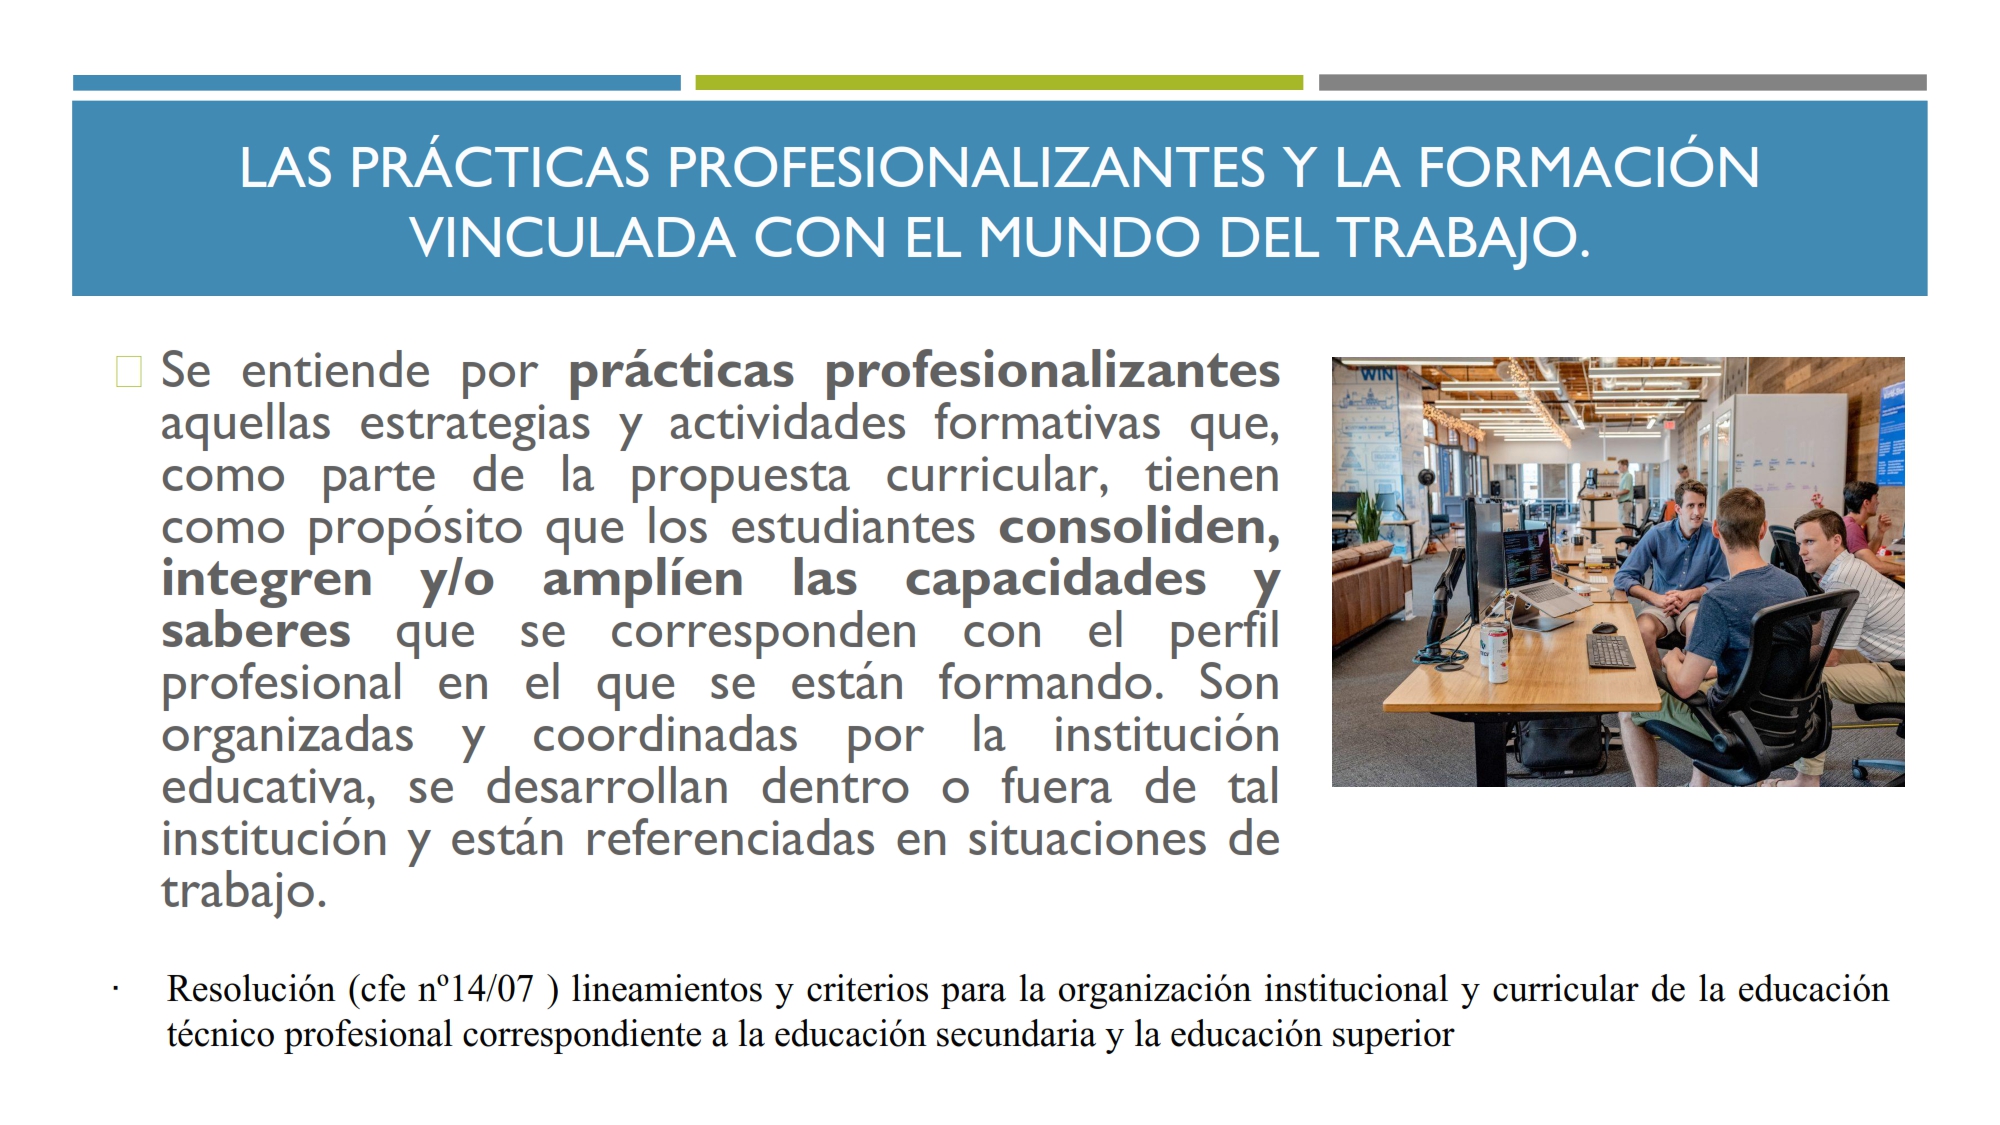 LAS PRÁCTICAS PROFESIONALIZANTES Y LA FORMACIÓN
VINCULADA CON EL MUNDO DEL TRABAJO.
Se entiende por prácticas profesionalizantes
aquellas estrategias y actividades formativas que,
como parte de la propuesta curricular, tienen
como propósito que los estudiantes consoliden,
integren y/o amplíen las capacidades y
saberes que se corresponden con el perfil
profesional en el que se están formando. Son
organizadas y coordinadas por la institución
educativa, se desarrollan dentro o fuera de tal
institución y están referenciadas en situaciones de
trabajo.
WIN
· Resolución (cfe nº14/07 ) lineamientos y criterios para la organización institucional y curricular de la educación
técnico profesional correspondiente a la educación secundaria y la educación superior